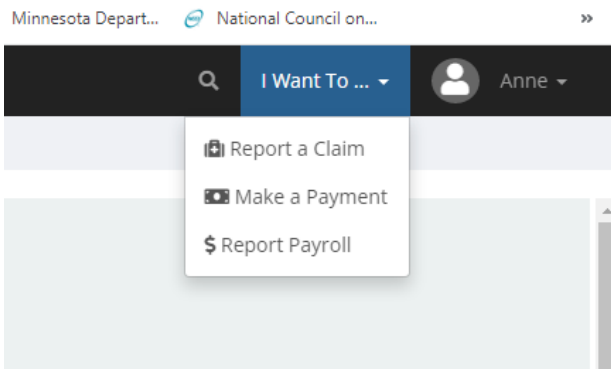 Minnesota Depart... National Council on... »
I Want To ... Anne
Report a Claim
Make a Payment
$ Report Payroll